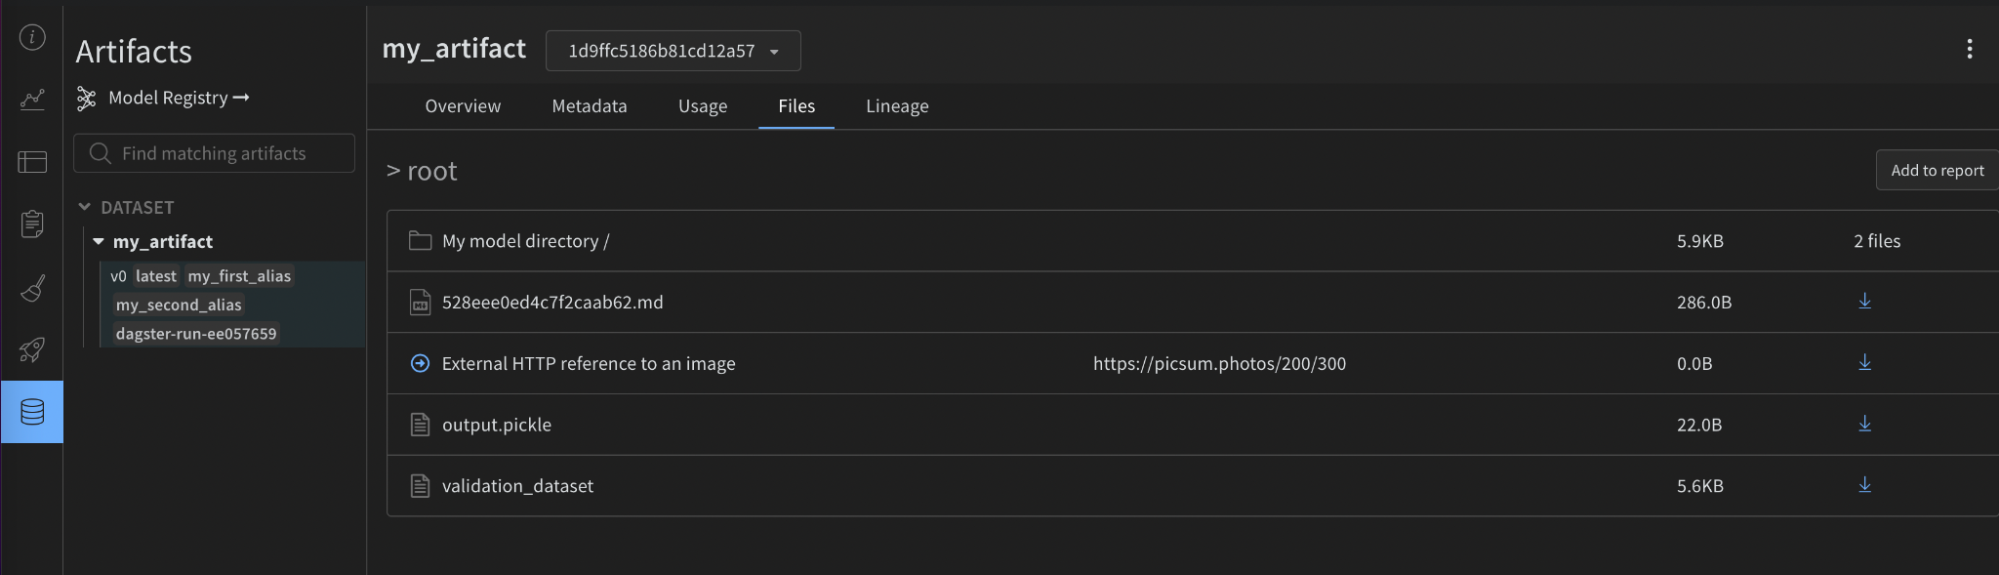 Artifacts
Model Registry →
Find matching artifacts
DATASET
my_artifact
v0 latest my_first_alias
my_second_alias
dagster-run-ee057659
my_artifact 1d9ffc5186b81cd12a57
Overview Metadata Usage Files Lineage
> root Add to report
My model directory / 5.9KB 2 files
528eee0ed4c7f2caab62.md 286.0B
External HTTP reference to an image https://picsum.photos/200/300 0.0B
output.pickle 22.0B
validation_dataset 5.6KB